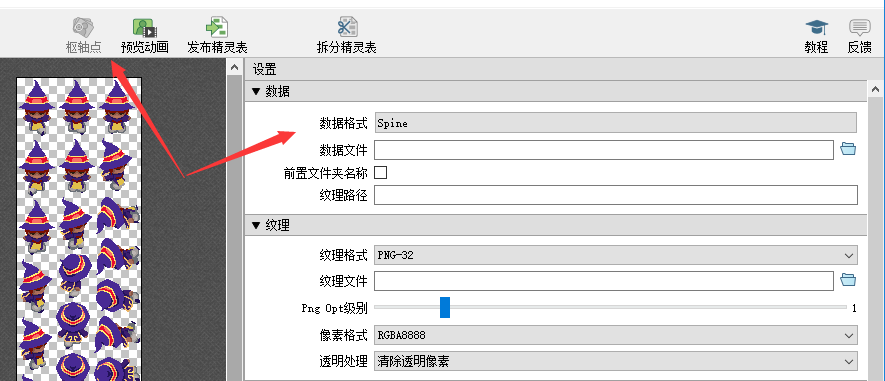 枢轴点 预览动画 发布精灵表 拆分精灵表 教程 反馈
设置
▼ 数据
数据格式 Spine
数据文件
前置文件夹名称
纹理路径
▼ 纹理
纹理格式 PNG-32
纹理文件
Png Opt级别 1
像素格式 RGBA8888
透明处理 清除透明像素